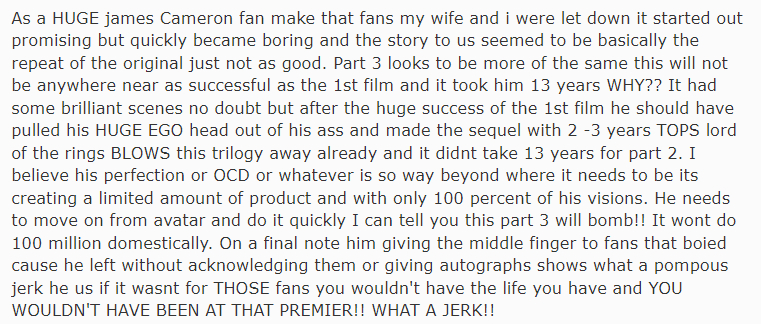 As a HUGE james Cameron fan make that fans my wife and i were let down it started out
promising but quickly became boring and the story to us seemed to be basically the
repeat of the original just not as good. Part 3 looks to be more of the same this will not
be anywhere near as successful as the 1st film and it took him 13 years WHY?? It had
some brilliant scenes no doubt but after the huge success of the 1st film he should have
pulled his HUGE EGO head out of his ass and made the sequel with 2 -3 years TOPS lord
of the rings BLOWS this trilogy away already and it didnt take 13 years for part 2. I
believe his perfection or OCD or whatever is so way beyond where it needs to be its
creating a limited amount of product and with only 100 percent of his visions. He needs
to move on from avatar and do it quickly I can tell you this part 3 will bomb!! It wont do
100 million domestically. On a final note him giving the middle finger to fans that boied
cause he left without acknowledging them or giving autographs shows what a pompous
jerk he us if it wasnt for THOSE fans you wouldn't have the life you have and YOU
WOULDN'T HAVE BEEN AT THAT PREMIER!! WHAT A JERK!!